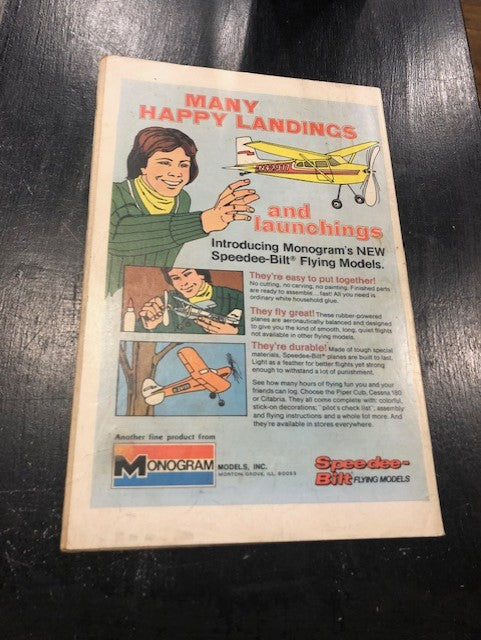 MANY
HAPPY LANDINGS
and
launchings
Introducing Monogram's NEW
Speedee-Bilt® Flying Models.
They're easy to put together!
No cutting, no carving, no painting. Finished parts
are ready to assemble... fast! All you need is
ordinary white household glue.
They fly great! These rubber-powered
planes are aeronautically balanced and designed
to give you the kind of smooth, long, quiet flights
not available in other flying models.
They're durable! Made of tough special
materials, Speedee-Bilt® planes are built to last.
Light as a feather for better flights yet strong
enough to withstand a lot of punishment.
See how many hours of flying fun you and your
friends can log. Choose the Piper Cub, Cessna 180
or Citabria. They all come complete with: colorful,
stick-on decorations; "pilot's check list"; assembly
and flying instructions and a whole lot more. And
they're available in stores everywhere.
Another fine product from
MONOGRAM MODELS, INC.
MORTON GROVE, ILL. 60053
Speedee-
Bilt FLYING MODELS